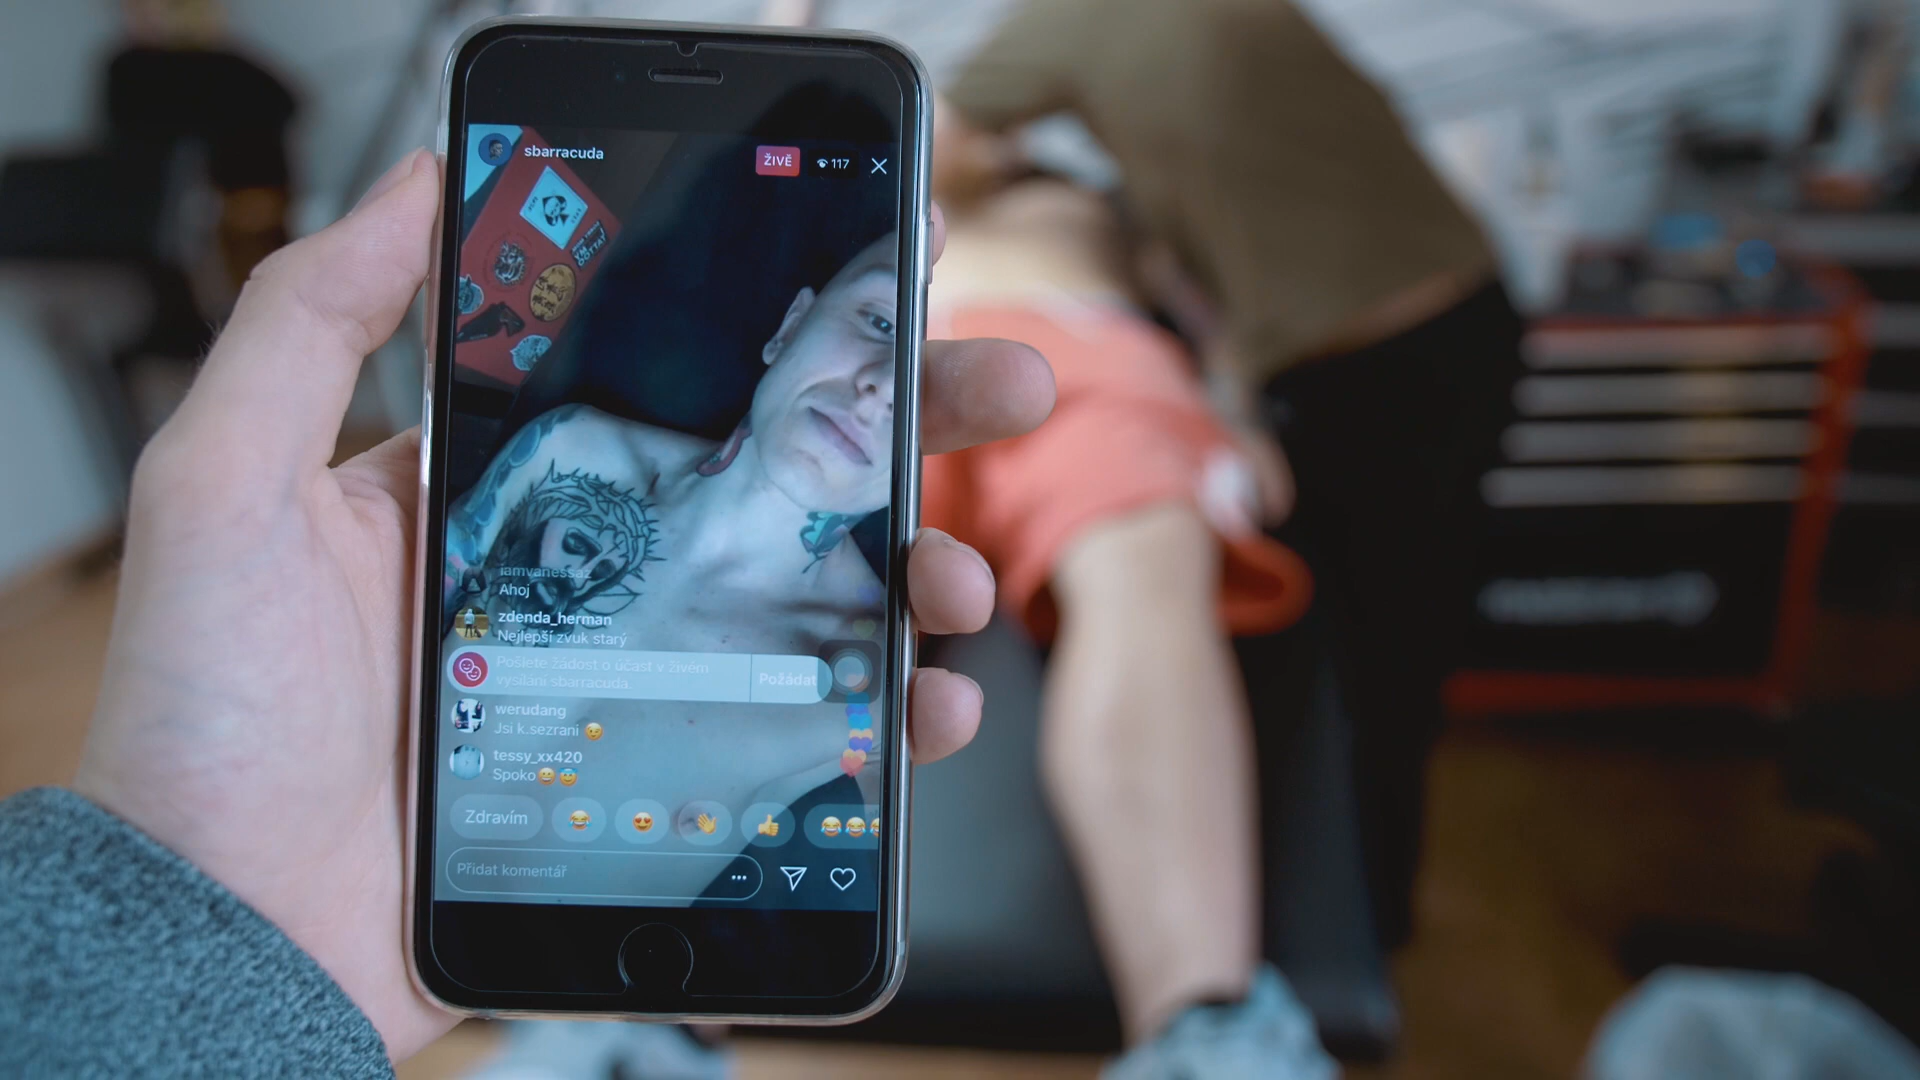 sbarracuda
ŽIVĚ
117
iamvanessaz
Ahoj
zdenda_herman
Nejlepší zvuk starý
Pošlete žádost o účast v živém
vysílání sbarracuda.
Požádat
werudang
Jsi k.sezrani 😉
tessy_xx420
Spoko😄😇
Zdravím
😂
😍
👋
👍
😂😂😂
Přidat komentář